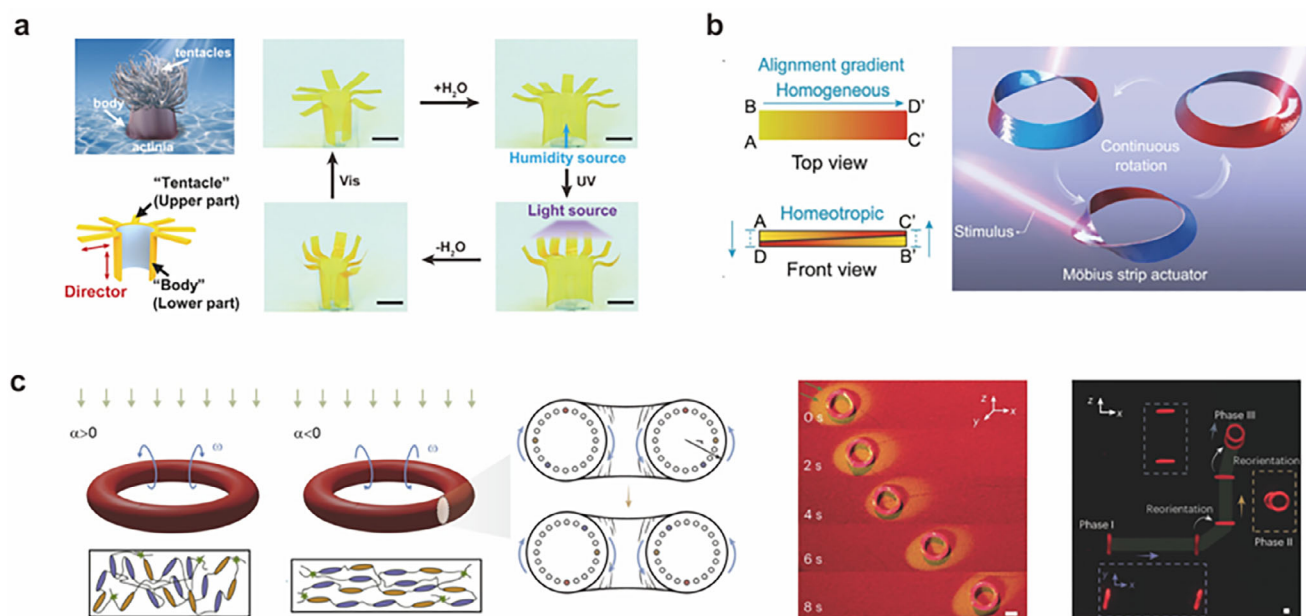 a
tentacles
body
actinia
+H₂O
Humidity source
Vis
UV
Light source
-H₂O
"Tentacle"
(Upper part)
Director
"Body"
(Lower part)
b
Alignment gradient
Homogeneous
B
D'
A
C'
Top view
Homeotropic
A
C'
D
B'
Front view
Continuous
rotation
Stimulus
Möbius strip actuator
c
α>0
ω
α<0
ω
r
0 s
2 s
4 s
6 s
8 s
z
x
y
z
x
Phase III
Reorientation
Phase I
Reorientation
Phase II
y
x